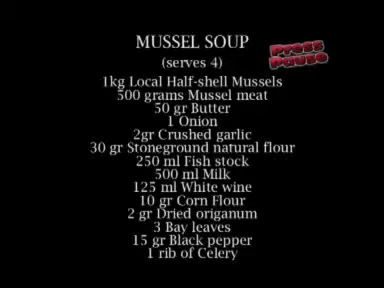 MUSSEL SOUP
(serves 4)
Press
Pause
1kg Local Half-shell Mussels
500 grams Mussel meat
50 gr Butter
1 Onion
2gr Crushed garlic
30 gr Stoneground natural flour
250 ml Fish stock
500 ml Milk
125 ml White wine
10 gr Corn Flour
2 gr Dried origanum
3 Bay leaves
15 gr Black pepper
1 rib of Celery